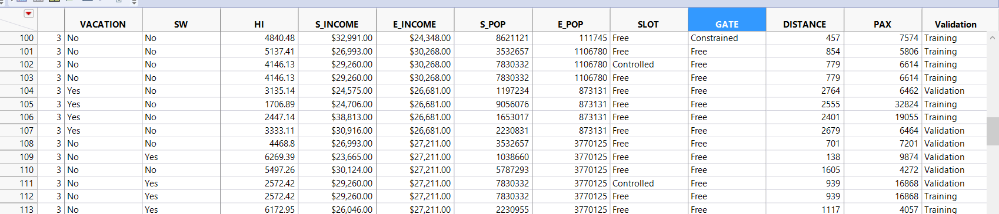 VACATION SW HI S_INCOME E_INCOME S_POP E_POP SLOT GATE DISTANCE PAX Validation
100 3 No No 4840.48 $32,991.00 $24,348.00 8621121 111745 Free Constrained 457 7574 Training
101 3 No No 5137.41 $26,993.00 $30,268.00 3532657 1106780 Free Free 854 5806 Training
102 3 No No 4146.13 $29,260.00 $30,268.00 7830332 1106780 Controlled Free 779 6614 Training
103 3 No No 4146.13 $29,260.00 $30,268.00 7830332 1106780 Free Free 779 6614 Training
104 3 Yes No 3135.14 $24,575.00 $26,681.00 1197234 873131 Free Free 2764 6462 Validation
105 3 Yes No 1706.89 $24,706.00 $26,681.00 9056076 873131 Free Free 2555 32824 Training
106 3 Yes No 2447.14 $38,813.00 $26,681.00 1653017 873131 Free Free 2401 19055 Training
107 3 Yes No 3333.11 $30,916.00 $26,681.00 2230831 873131 Free Free 2679 6464 Validation
108 3 No No 4468.8 $26,993.00 $27,211.00 3532657 3770125 Free Free 701 7201 Validation
109 3 No Yes 6269.39 $23,665.00 $27,211.00 1038660 3770125 Free Free 138 9874 Validation
110 3 No No 5497.26 $30,124.00 $27,211.00 5787293 3770125 Free Free 1605 4272 Validation
111 3 No Yes 2572.42 $29,260.00 $27,211.00 7830332 3770125 Controlled Free 939 16868 Validation
112 3 No Yes 2572.42 $29,260.00 $27,211.00 7830332 3770125 Free Free 939 16868 Training
113 3 No Yes 6172.95 $26,046.00 $27,211.00 2230955 3770125 Free Free 1117 4057 Training